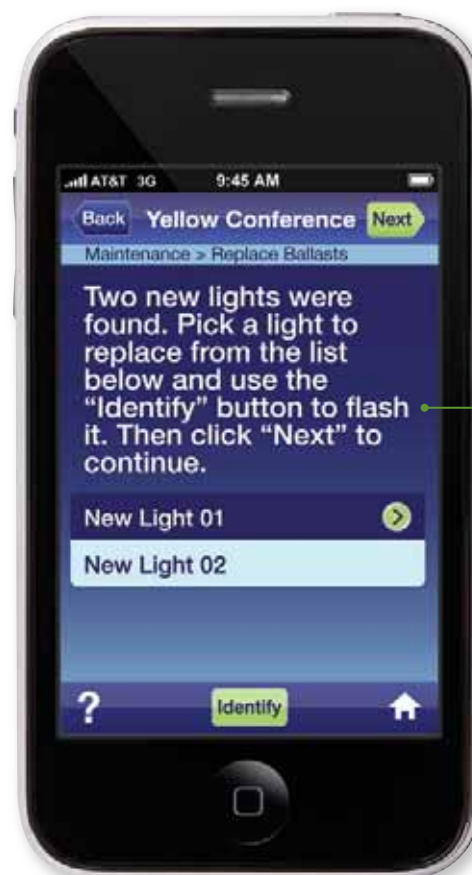 AT&T 3G 9:45 AM
Back Yellow Conference Next
Maintenance > Replace Ballasts
Two new lights were
found. Pick a light to
replace from the list
below and use the
“Identify” button to flash
it. Then click “Next” to
continue.
New Light 01
New Light 02
? Identify